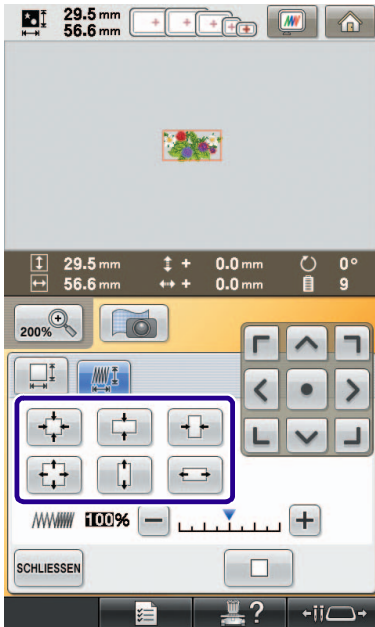 29.5 mm
56.6 mm
29.5 mm + 0.0 mm 0°
56.6 mm + 0.0 mm 9
200%
100% − +
SCHLIESSEN
?